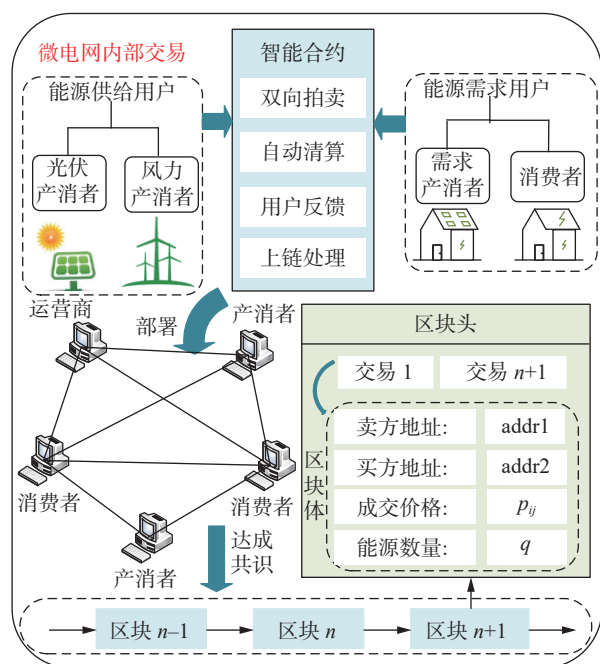 微电网内部交易
能源供给用户
光伏
产消者
风力
产消者
智能合约
双向拍卖
自动清算
用户反馈
上链处理
能源需求用户
需求
产消者
消费者
运营商
部署
产消者
消费者
消费者
产消者
达成
共识
区块头
交易 1
交易 n+1
区块体
卖方地址:
addr1
买方地址:
addr2
成交价格:
pij
能源数量:
q
区块 n–1
区块 n
区块 n+1